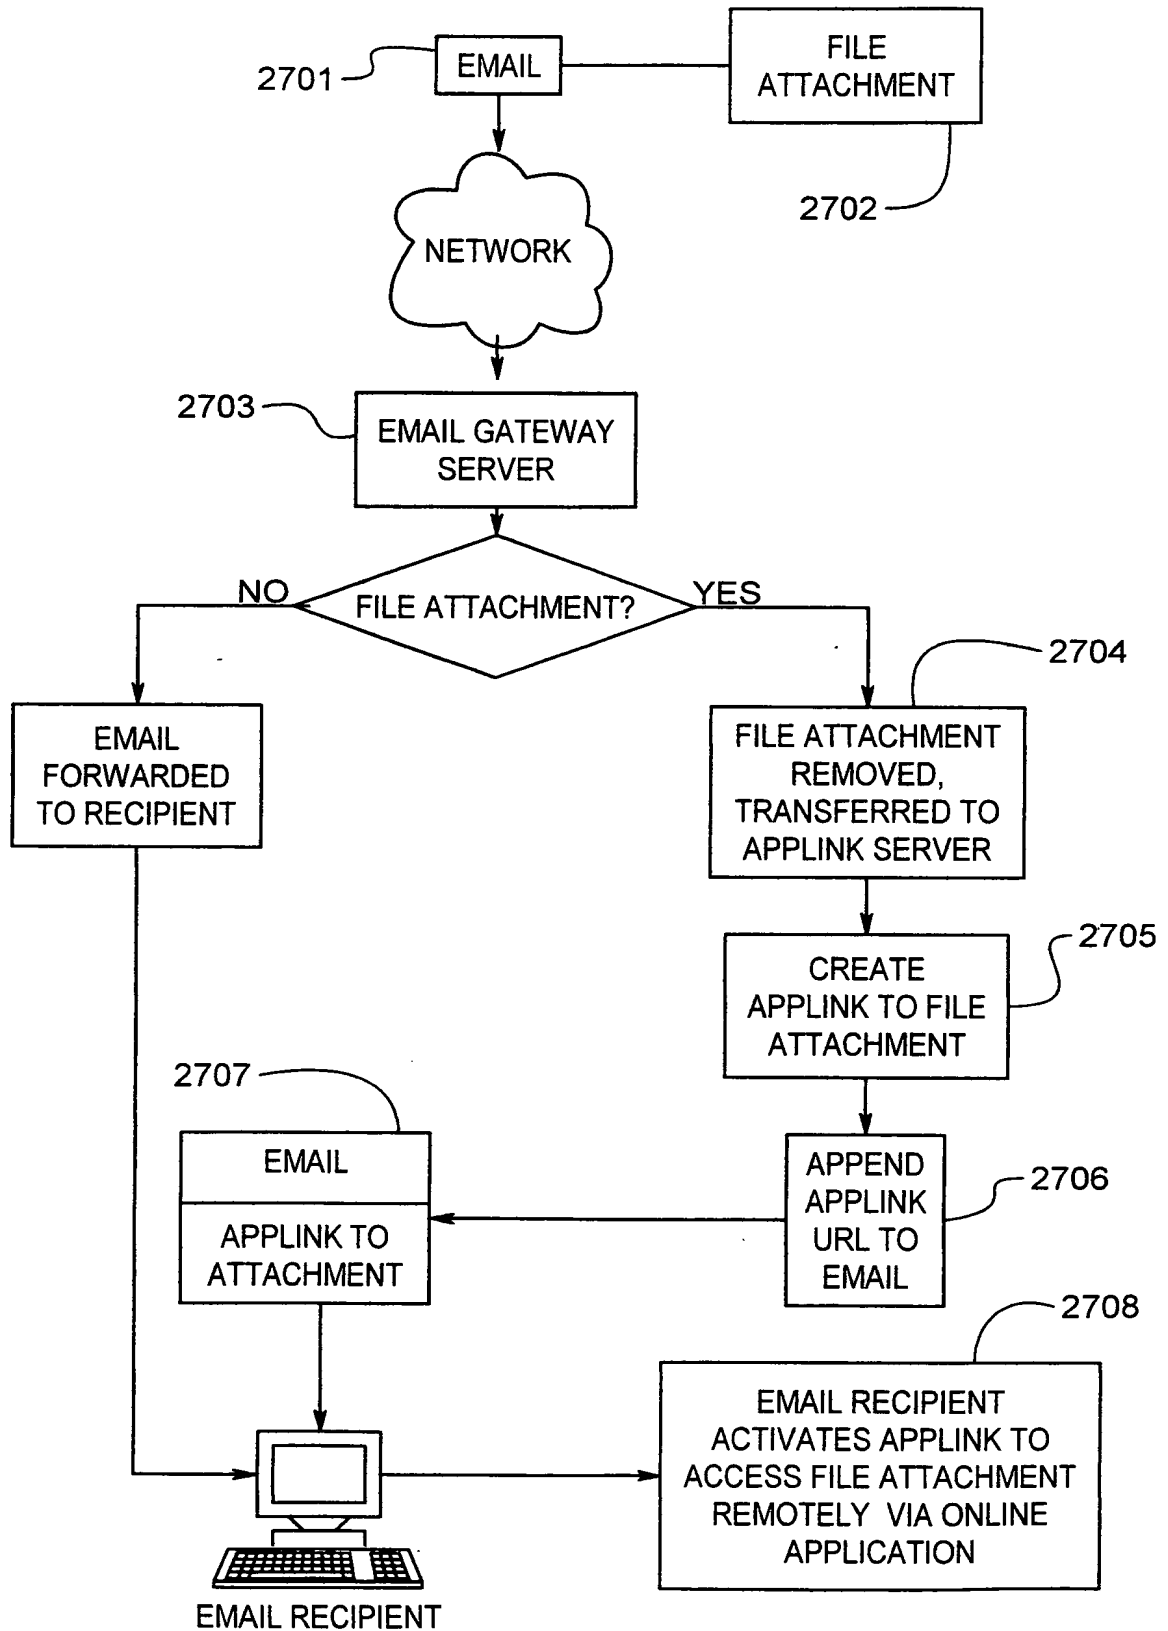 2701
EMAIL
FILE
ATTACHMENT
2702
NETWORK
2703
EMAIL GATEWAY
SERVER
NO
FILE ATTACHMENT?
YES
2704
EMAIL
FORWARDED
TO RECIPIENT
FILE ATTACHMENT
REMOVED,
TRANSFERRED TO
APPLINK SERVER
2705
CREATE
APPLINK TO FILE
ATTACHMENT
2707
EMAIL
APPLINK TO
ATTACHMENT
APPEND
APPLINK
URL TO
EMAIL
2706
2708
EMAIL RECIPIENT
ACTIVATES APPLINK TO
ACCESS FILE ATTACHMENT
REMOTELY VIA ONLINE
APPLICATION
EMAIL RECIPIENT